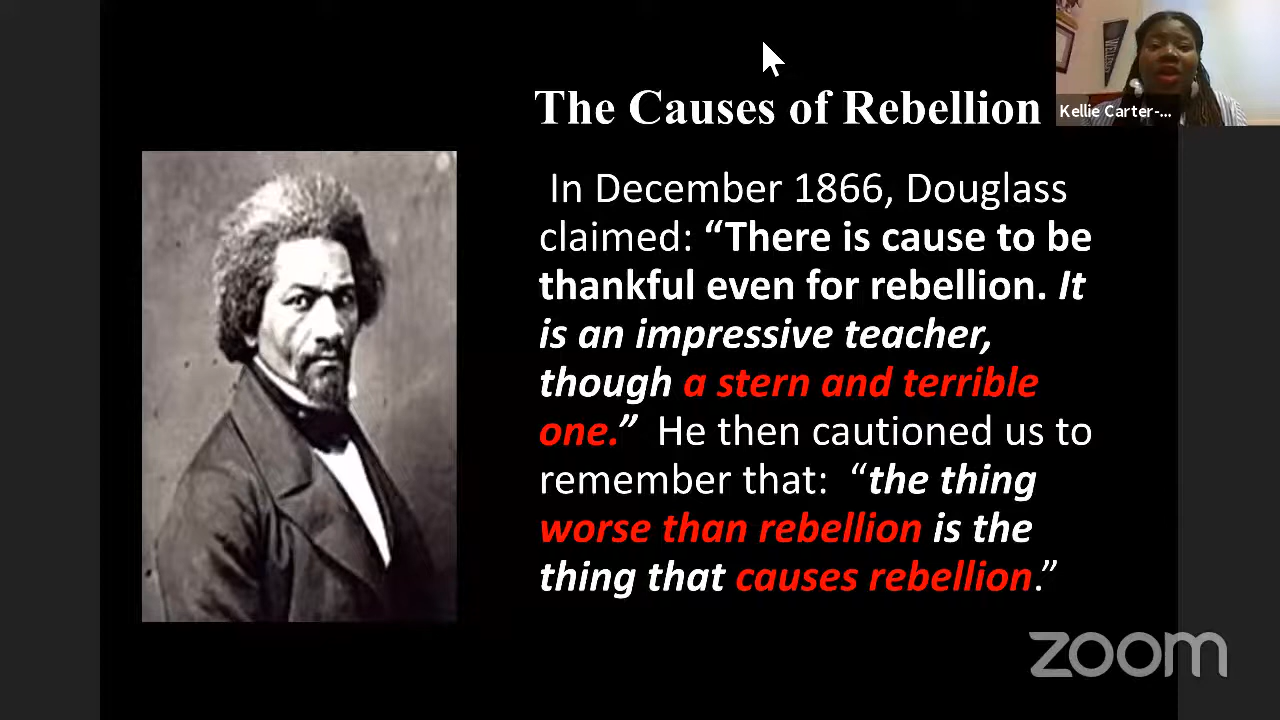 The Causes of Rebellion
Kellie Carter-...
In December 1866, Douglass
claimed: “There is cause to be
thankful even for rebellion. It
is an impressive teacher,
though a stern and terrible
one.” He then cautioned us to
remember that: “the thing
worse than rebellion is the
thing that causes rebellion.”
zoom